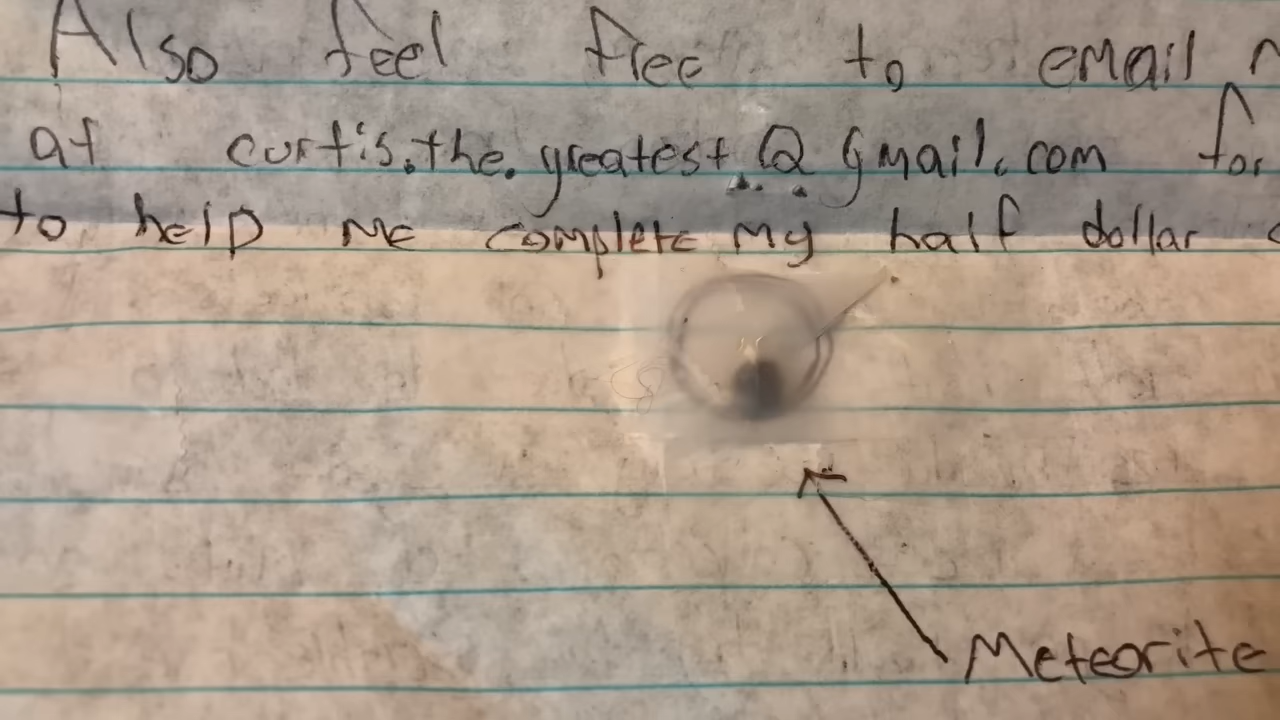 Also feel free to email
at curtis.the.greatest@Gmail.com for
to help me complete my half dollar
Meteorite